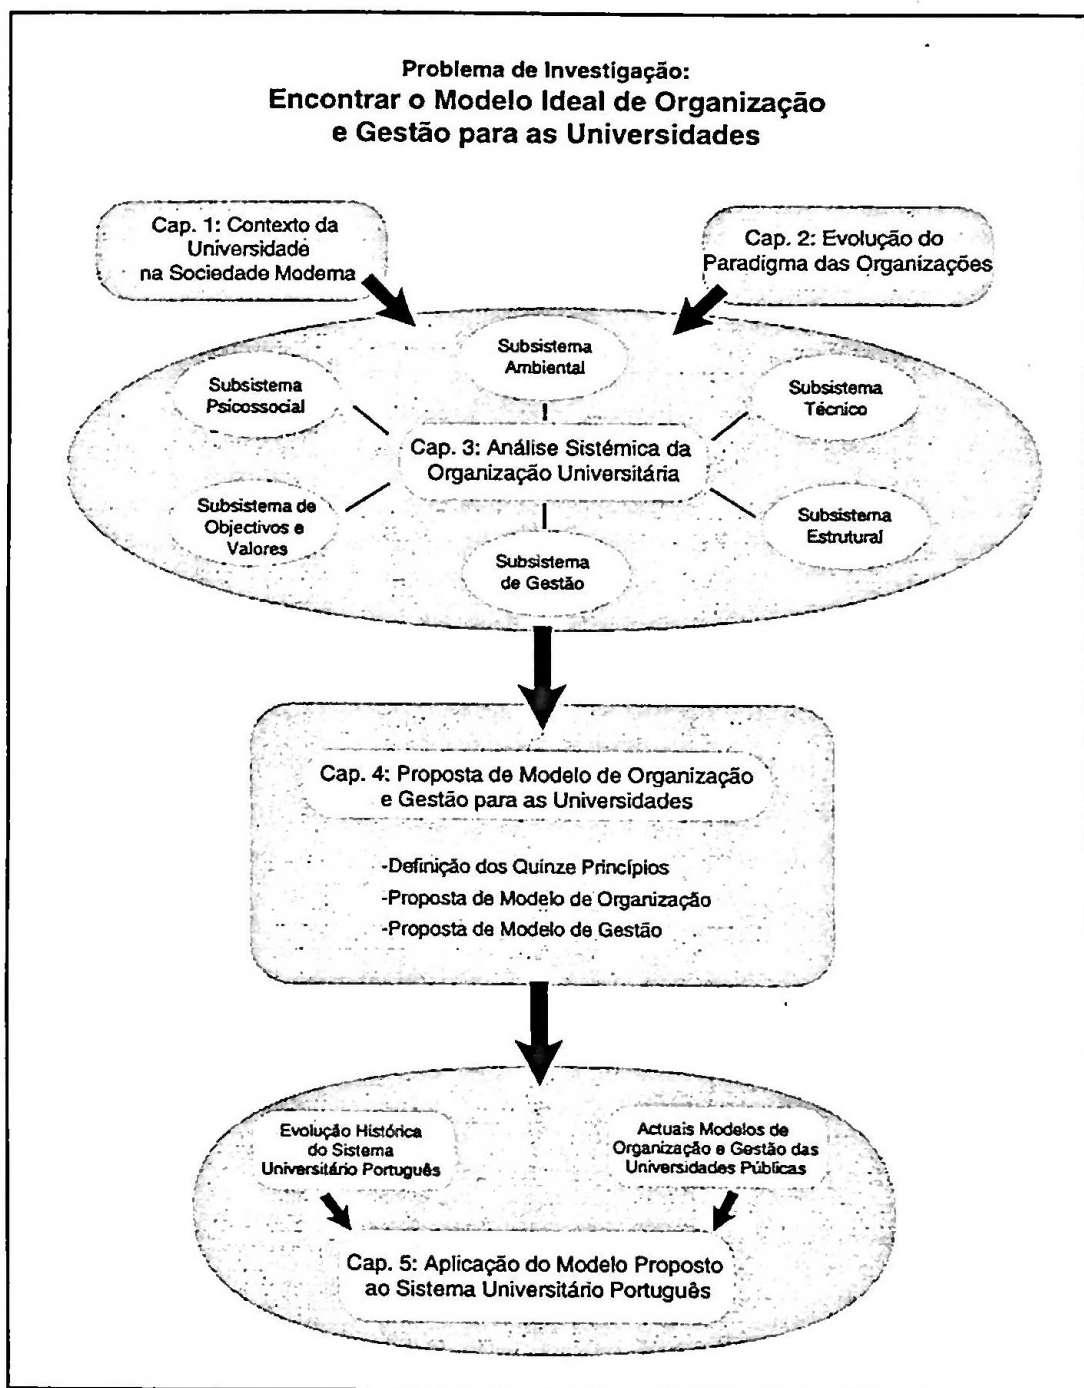 Problema de Investigação:
Encontrar o Modelo Ideal de Organização
e Gestão para as Universidades
Cap. 1: Contexto da
Universidade
na Sociedade Moderna
Cap. 2: Evolução do
Paradigma das Organizações
Subsistema
Ambiental
Subsistema
Psicossocial
Subsistema
Técnico
Cap. 3: Análise Sistémica da
Organização Universitária
Subsistema de
Objectivos e
Valores
Subsistema
Estrutural
Subsistema
de Gestão
Cap. 4: Proposta de Modelo de Organização
e Gestão para as Universidades
-Definição dos Quinze Princípios
-Proposta de Modelo de Organização
-Proposta de Modelo de Gestão
Evolução Histórica
do Sistema
Universitário Português
Actuais Modelos de
Organização e Gestão das
Universidades Públicas
Cap. 5: Aplicação do Modelo Proposto
ao Sistema Universitário Português